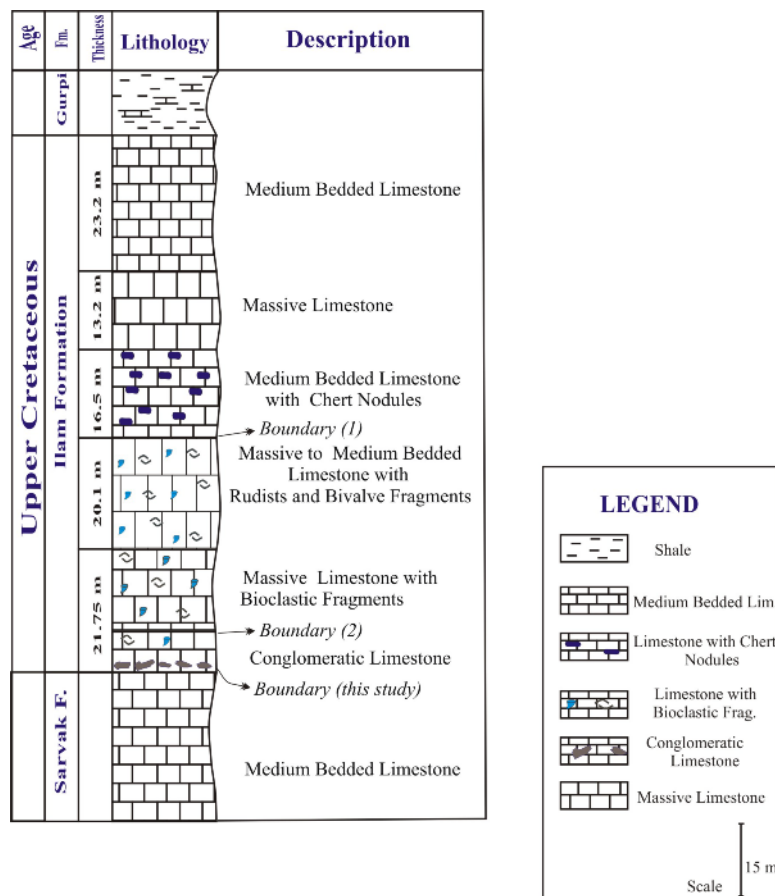 Age
Fm.
Thickness
Lithology
Description
Gurpi
Upper Cretaceous
Ilam Formation
Sarvak F.
23.2 m
13.2 m
16.5 m
20.1 m
21.75 m
Medium Bedded Limestone
Massive Limestone
Medium Bedded Limestone
with Chert Nodules
Boundary (1)
Massive to Medium Bedded
Limestone with
Rudists and Bivalve Fragments
Massive Limestone with
Bioclastic Fragments
Boundary (2)
Conglomeratic Limestone
Boundary (this study)
Medium Bedded Limestone
LEGEND
Shale
Medium Bedded Lim
Limestone with Chert
Nodules
Limestone with
Bioclastic Frag.
Conglomeratic
Limestone
Massive Limestone
15 m
Scale